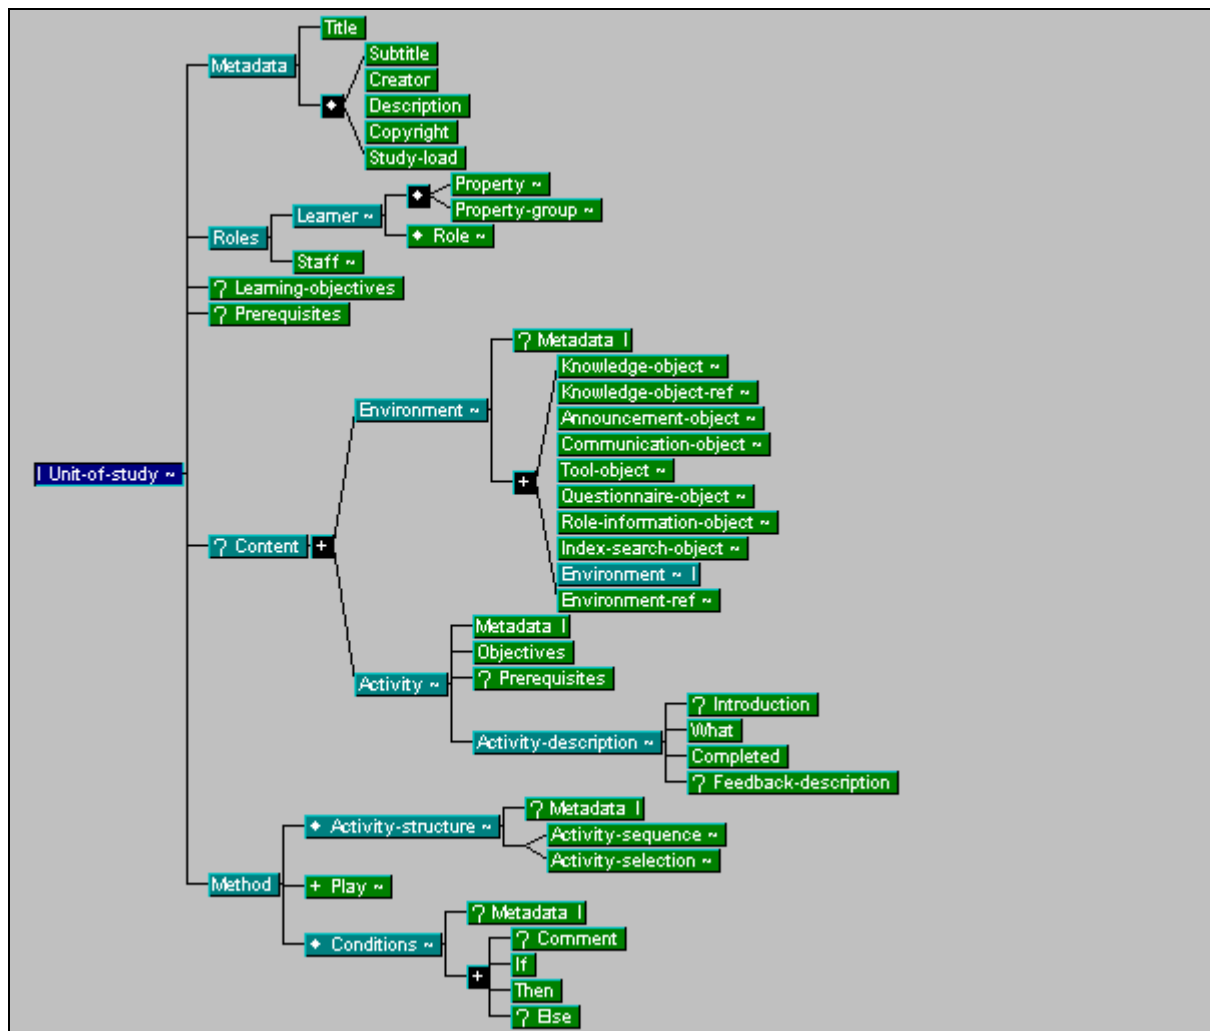 Title
Metadata
Subtitle
Creator
Description
Copyright
Study-load
Property ~
Property-group ~
Learner ~
◆ Role ~
Roles
Staff ~
? Learning-objectives
? Prerequisites
? Metadata |
Knowledge-object ~
Knowledge-object-ref ~
Environment ~
Announcement-object ~
Communication-object ~
| Unit-of-study ~
Tool-object ~
+
Questionnaire-object ~
Role-information-object ~
? Content +
Index-search-object ~
Environment ~ |
Environment-ref ~
Metadata |
Objectives
? Prerequisites
Activity ~
? Introduction
What
Activity-description ~
Completed
? Feedback-description
? Metadata |
◆ Activity-structure ~
Activity-sequence ~
Activity-selection ~
Method
+ Play ~
? Metadata |
◆ Conditions ~
? Comment
If
+
Then
? Else